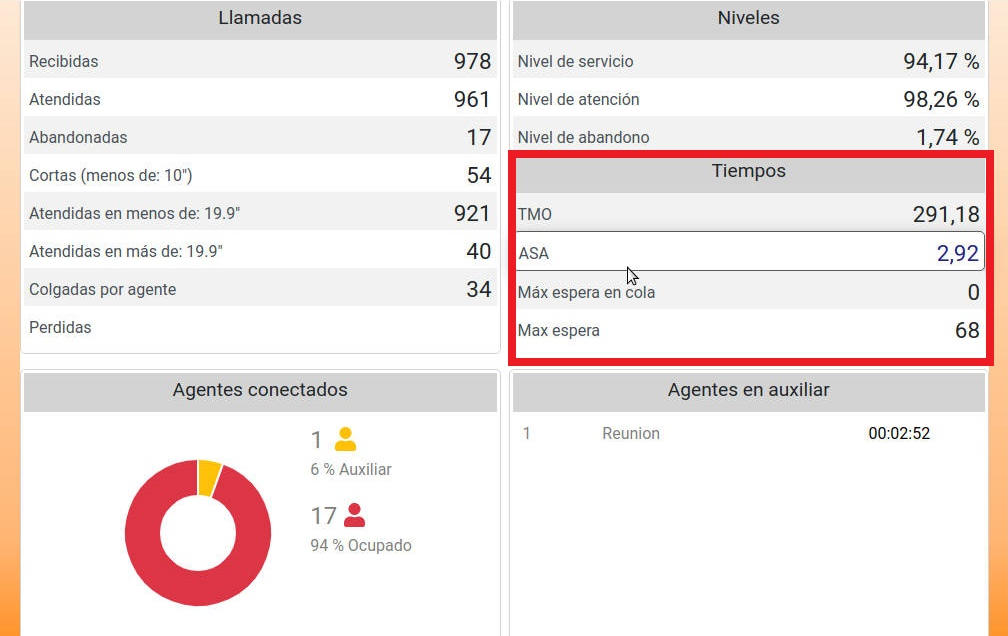 Llamadas
Recibidas 978
Atendidas 961
Abandonadas 17
Cortas (menos de: 10") 54
Atendidas en menos de: 19.9" 921
Atendidas en más de: 19.9" 40
Colgadas por agente 34
Perdidas
Niveles
Nivel de servicio 94,17 %
Nivel de atención 98,26 %
Nivel de abandono 1,74 %
Tiempos
TMO 291,18
ASA 2,92
Máx espera en cola 0
Max espera 68
Agentes conectados
1
6 % Auxiliar
17
94 % Ocupado
Agentes en auxiliar
1 Reunion 00:02:52